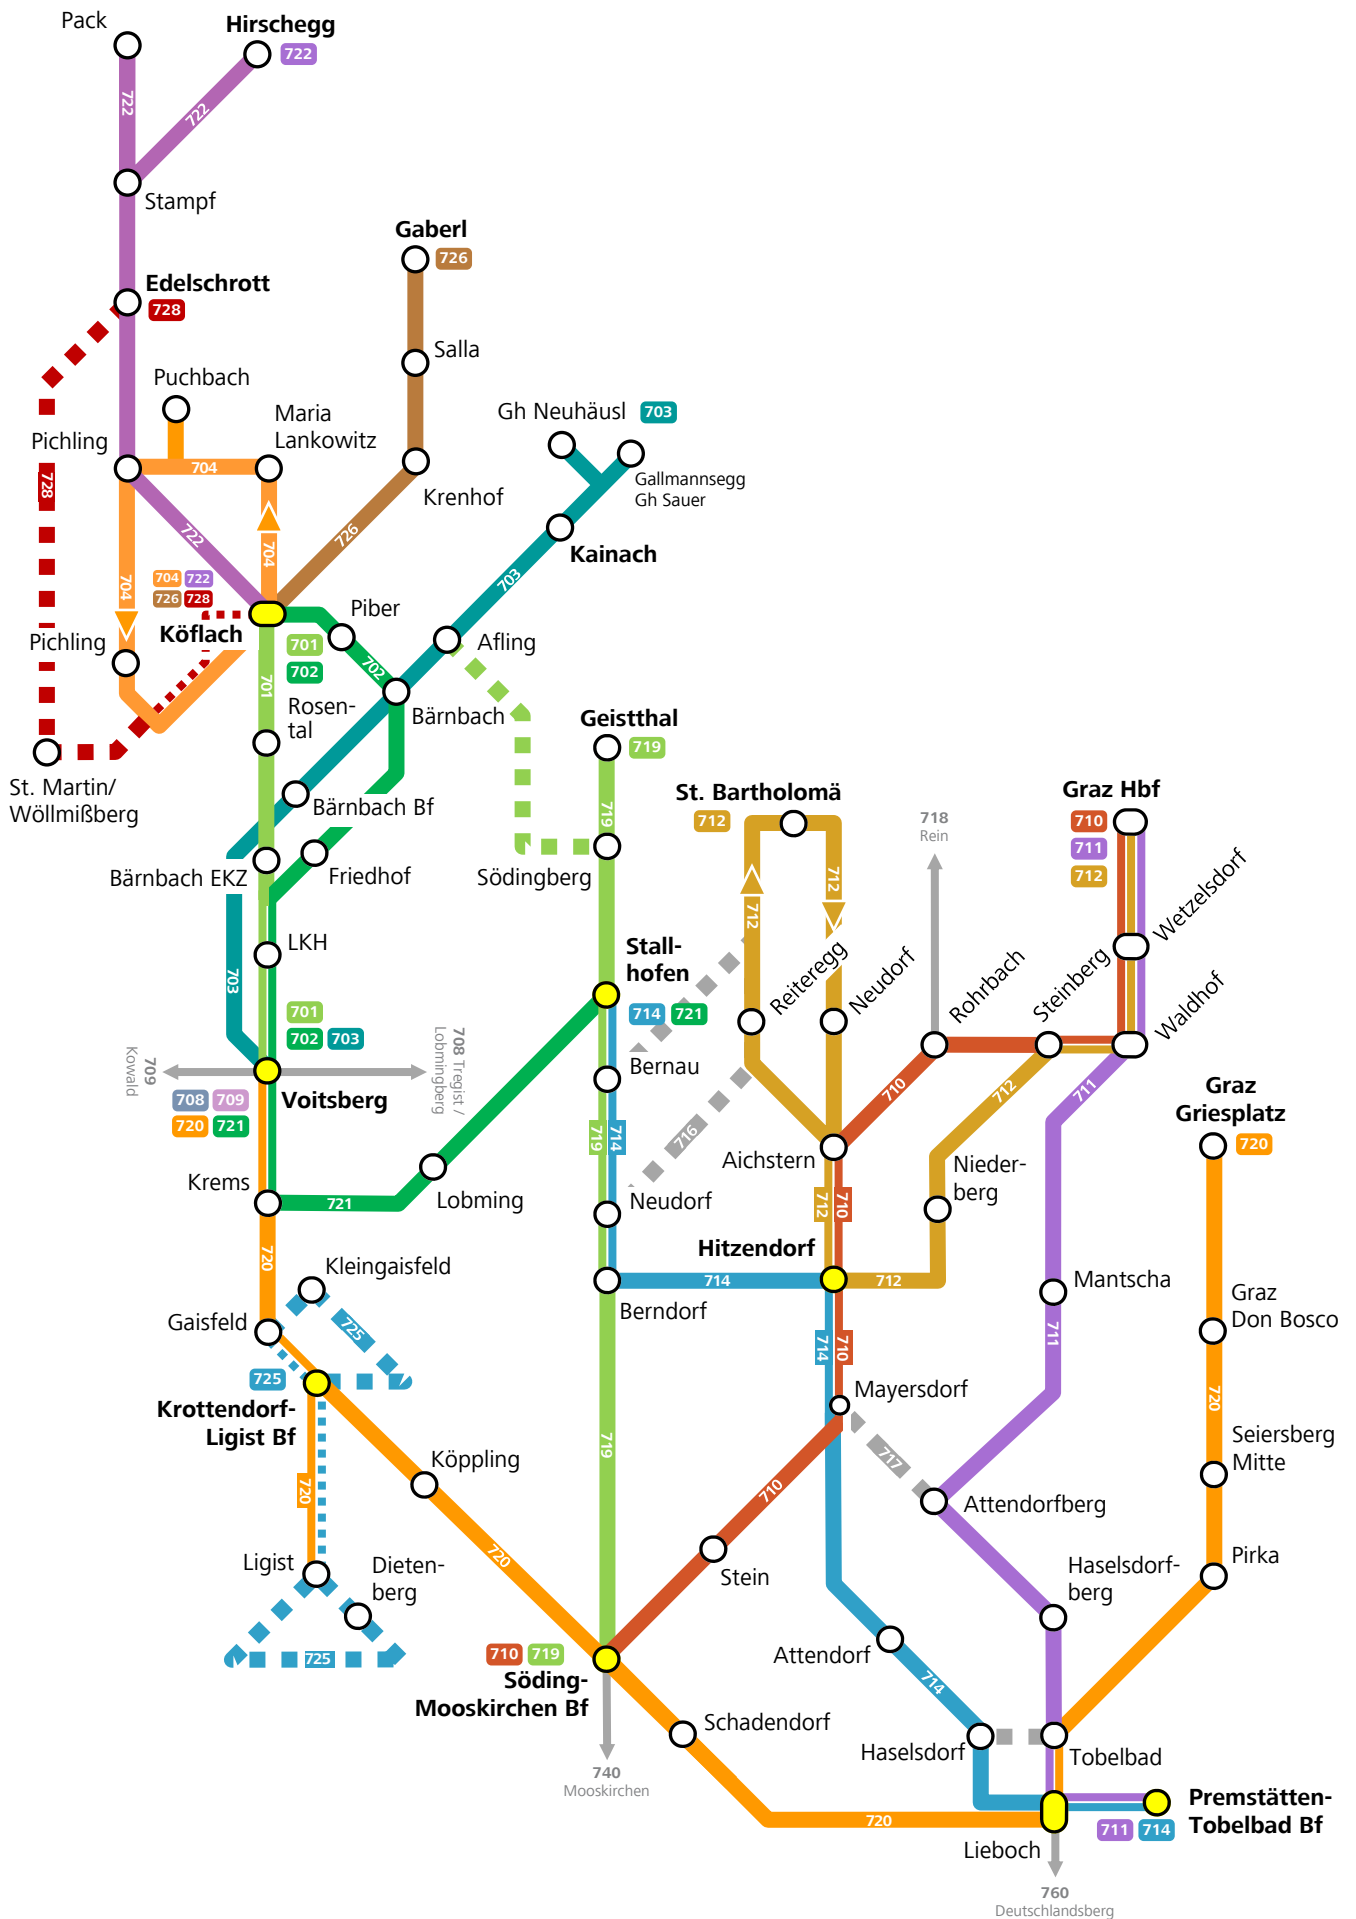 Pack
Hirschegg
722
722
722
Stampf
Gaberl
726
Edelschrott
728
Salla
Puchbach
Maria
Lankowitz
Pichling
704
Gh Neuhäusl 703
Gallmannsegg
Gh Sauer
Krenhof
728
722
726
704
Kainach
703
704
704 722
726 728
Köflach
Piber
701
702
702
Afling
Pichling
701
Rosen-
tal
Bärnbach
Geistthal
719
St. Martin/
Wöllmißberg
Bärnbach Bf
719
St. Bartholomä
712
Graz Hbf
710
711
712
718
Rein
Bärnbach EKZ
Friedhof
Södingberg
712
712
Wetzelsdorf
LKH
Stall-
hofen
714 721
Reiteregg
Neudorf
Rohrbach
Steinberg
Waldhof
703
701
702 703
709
Kowald
708 Tregist /
Lobmingberg
Bernau
708 709
720 721
Voitsberg
710
712
711
Graz
Griesplatz
720
719
714
716
Aichstern
Krems
721
Lobming
Neudorf
712
710
Nieder-
berg
720
Hitzendorf
Kleingaisfeld
714
712
Mantscha
Graz
Don Bosco
Gaisfeld
Berndorf
725
714
710
711
725
Krottendorf-
Ligist Bf
Mayersdorf
720
Köppling
719
717
Seiersberg
Mitte
720
710
Attendorfberg
720
Ligist
Dieten-
berg
Stein
Haselsdorf-
berg
Pirka
725
710 719
Söding-
Mooskirchen Bf
Attendorf
714
Schadendorf
Haselsdorf
Tobelbad
740
Mooskirchen
720
Premstätten-
Tobelbad Bf
711 714
Lieboch
760
Deutschlandsberg